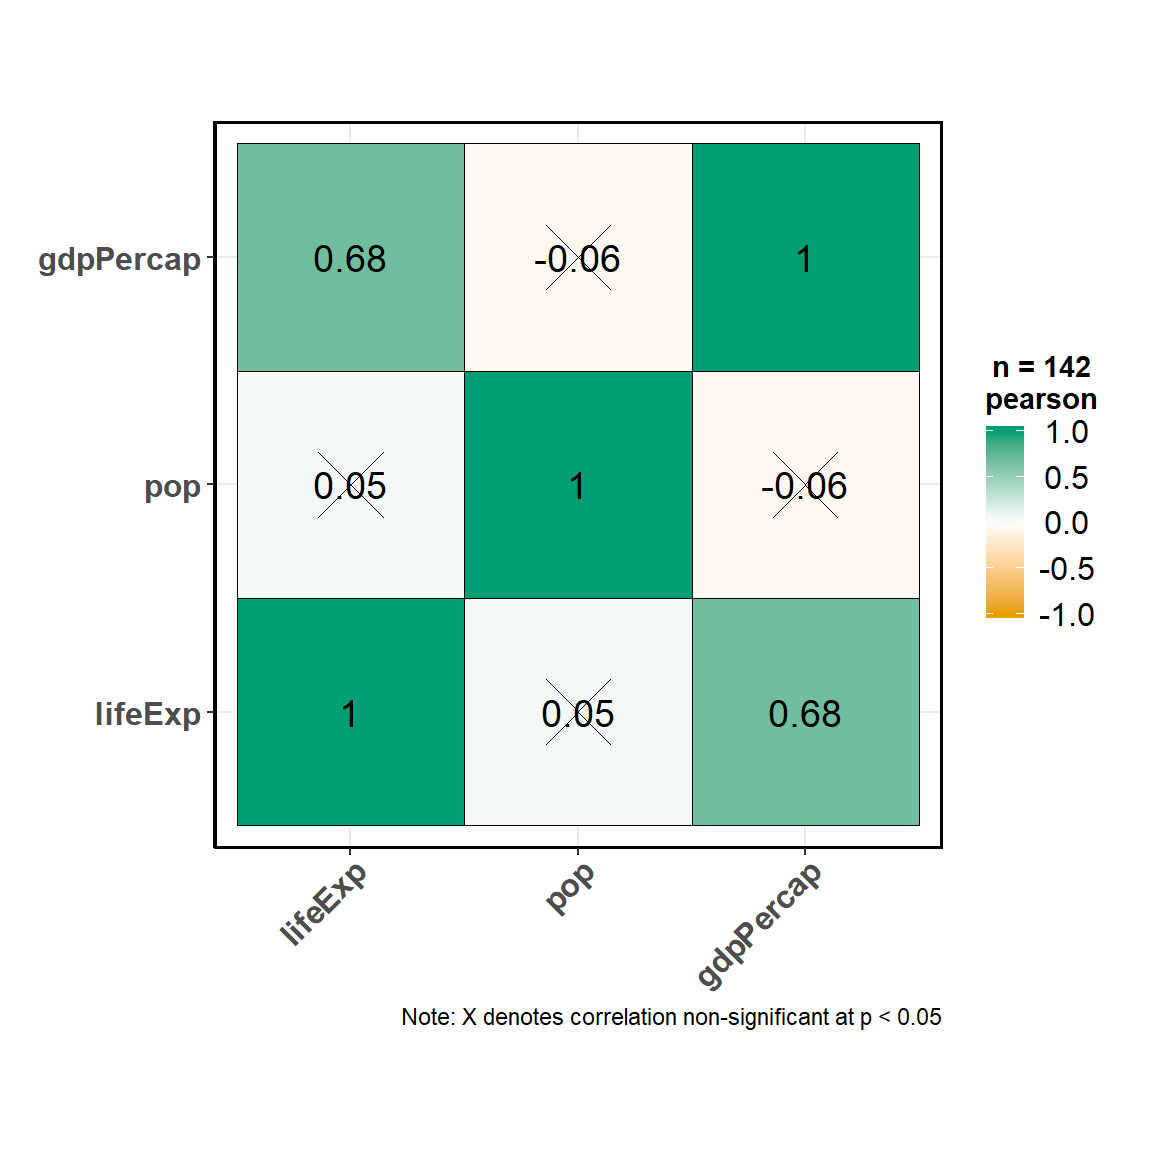 gdpPercap
0.68
-0.06
1
pop
0.05
1
-0.06
lifeExp
1
0.05
0.68
lifeExp
pop
gdpPercap
n = 142
pearson
1.0
0.5
0.0
-0.5
-1.0
Note: X denotes correlation non-significant at p < 0.05